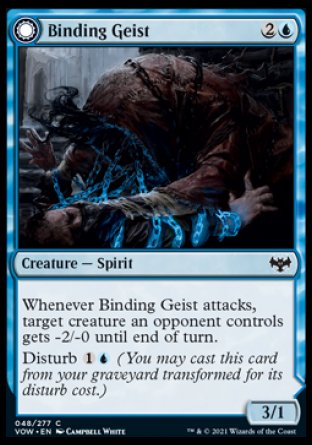 Binding Geist 2
Creature — Spirit
Whenever Binding Geist attacks,
target creature an opponent controls
gets -2/-0 until end of turn.
Disturb 1 (You may cast this card
from your graveyard transformed for its
disturb cost.)
3/1
048/277 C
VOW • EN CAMPBELL WHITE ™ & © 2021 Wizards of the Coast